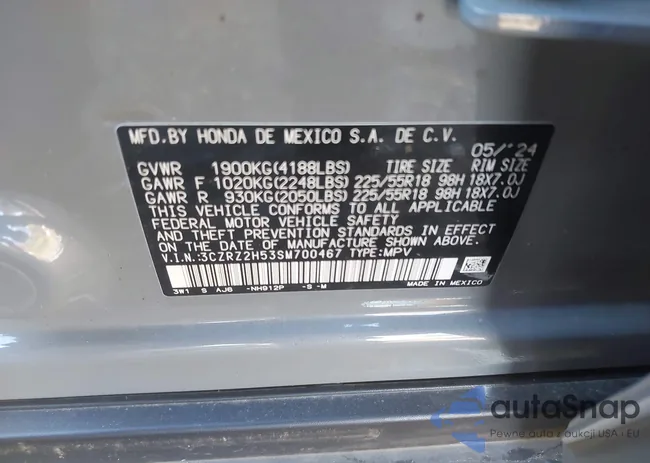 MFD.BY HONDA DE MEXICO S.A. DE C.V.
05/'24
GVWR 1900KG(4188LBS) TIRE SIZE RIM SIZE
GAWR F 1020KG(2248LBS) 225/55R18 98H 18X7.0J
GAWR R 930KG(2050LBS) 225/55R18 98H 18X7.0J
THIS VEHICLE CONFORMS TO ALL APPLICABLE
FEDERAL MOTOR VEHICLE SAFETY
AND THEFT PREVENTION STANDARDS IN EFFECT
ON THE DATE OF MANUFACTURE SHOWN ABOVE.
V.I.N.:3CZRZ2H53SM700467 TYPE:MPV
3W1 S AJ6 -NH912P -S -M MADE IN MEXICO
autoSnap
Pewne auta z aukcji USA - EU